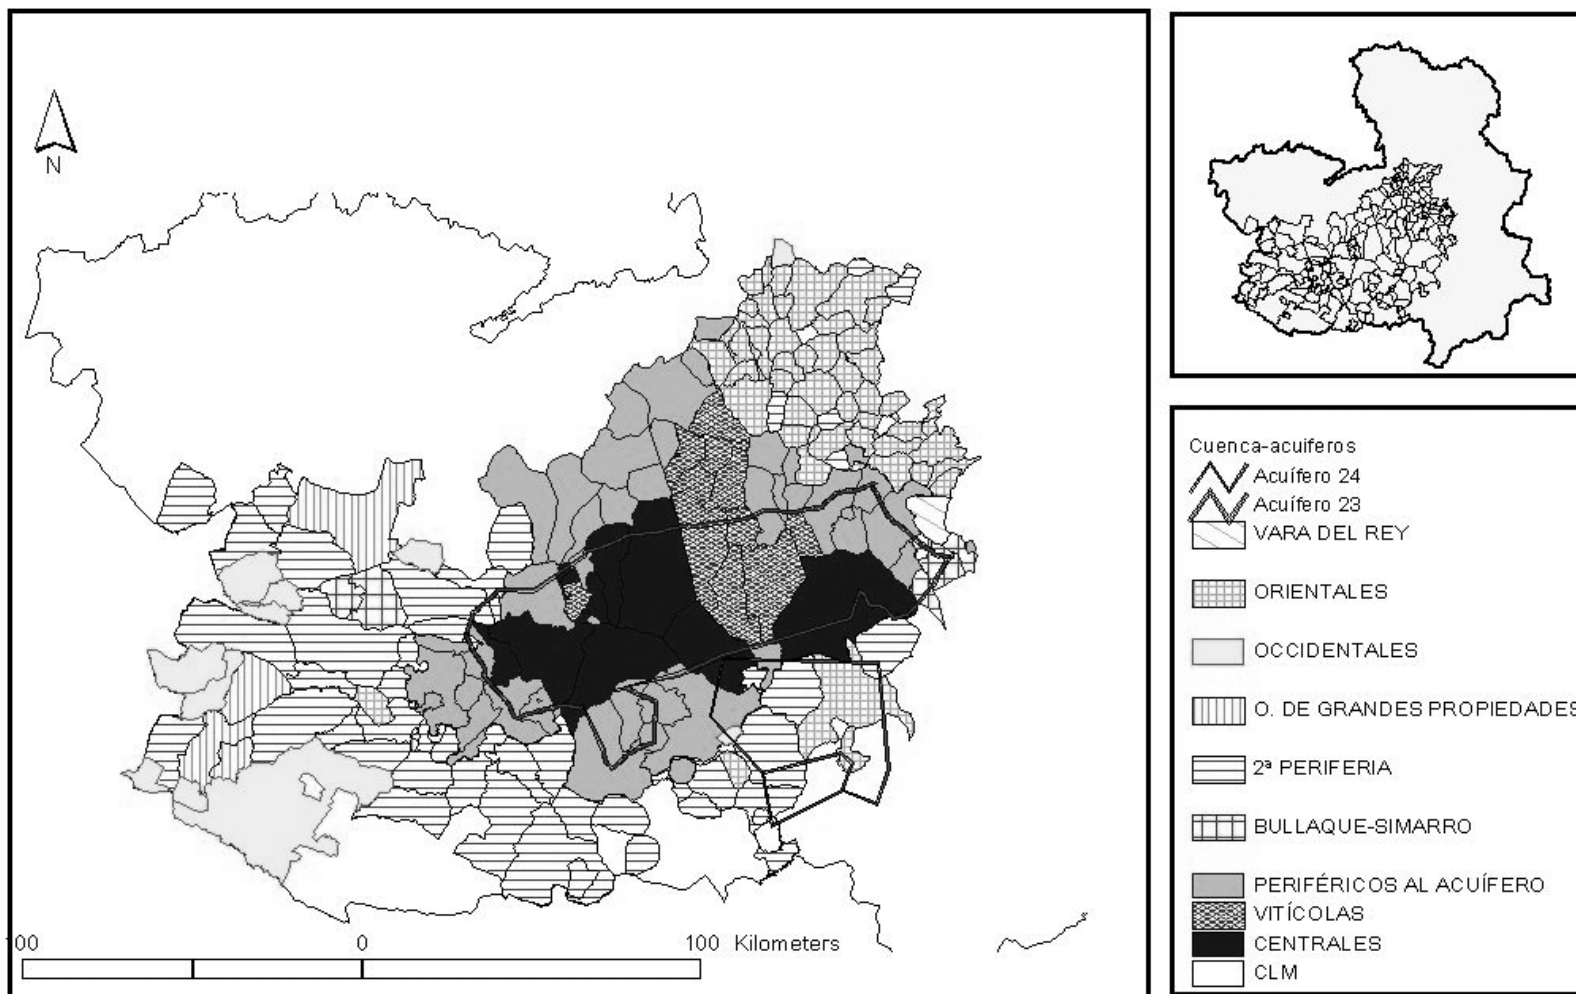 N
00 0 100 Kilometers
Cuenca-acuiferos
Acuífero 24
Acuífero 23
VARA DEL REY
ORIENTALES
OCCIDENTALES
O. DE GRANDES PROPIEDADES
2ª PERIFERIA
BULLAQUE-SIMARRO
PERIFÉRICOS AL ACUÍFERO
VITÍCOLAS
CENTRALES
CLM